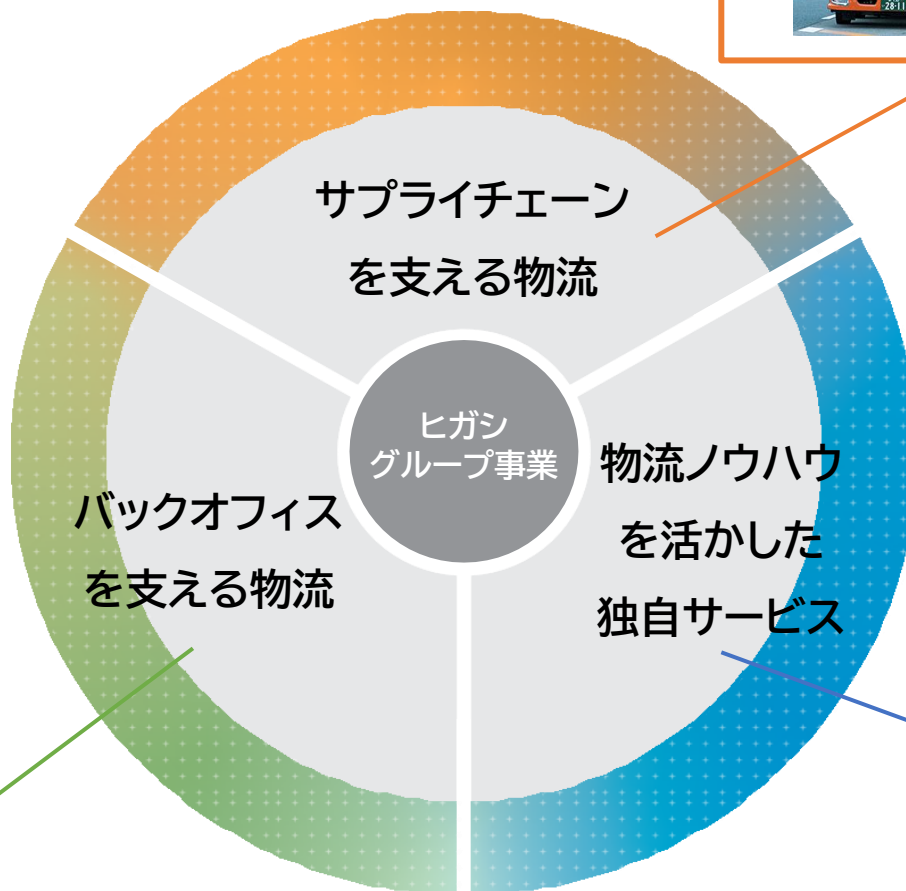 サプライチェーン
を支える物流
ヒガシ
グループ事業
物流ノウハウ
を活かした
独自サービス
バックオフィス
を支える物流